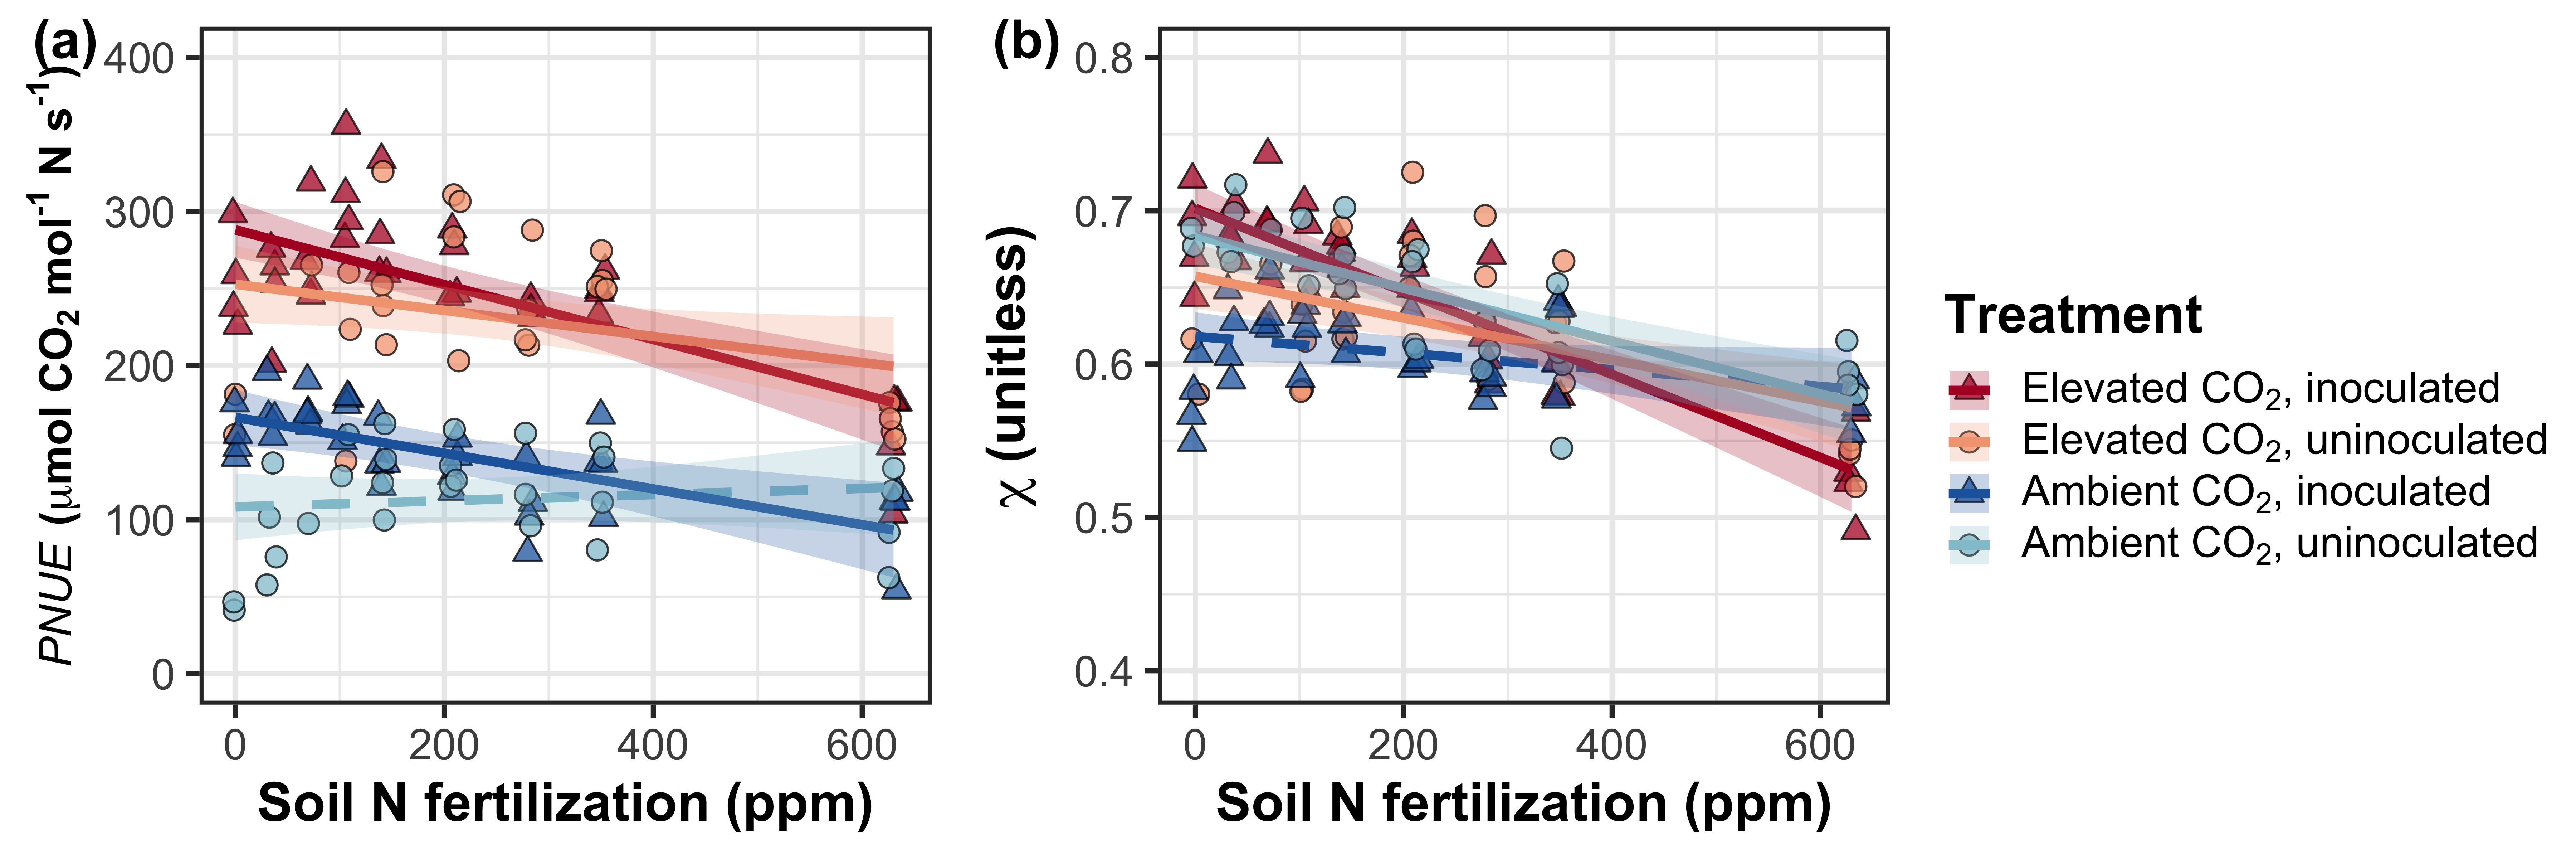 (a)
PNUE (μmol CO₂ mol⁻¹ N s⁻¹)
400
300
200
100
0
0 200 400 600
Soil N fertilization (ppm)
(b)
χ (unitless)
0.8
0.7
0.6
0.5
0.4
0 200 400 600
Soil N fertilization (ppm)
Treatment
Elevated CO₂, inoculated
Elevated CO₂, uninoculated
Ambient CO₂, inoculated
Ambient CO₂, uninoculated